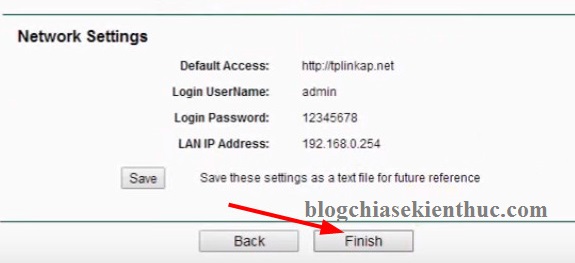 Network Settings
Default Access: http://tplinkap.net
Login UserName: admin
Login Password: 12345678
LAN IP Address: 192.168.0.254
Save Save these settings as a text file for future reference
blogchiasekienthuc.com
Back Finish